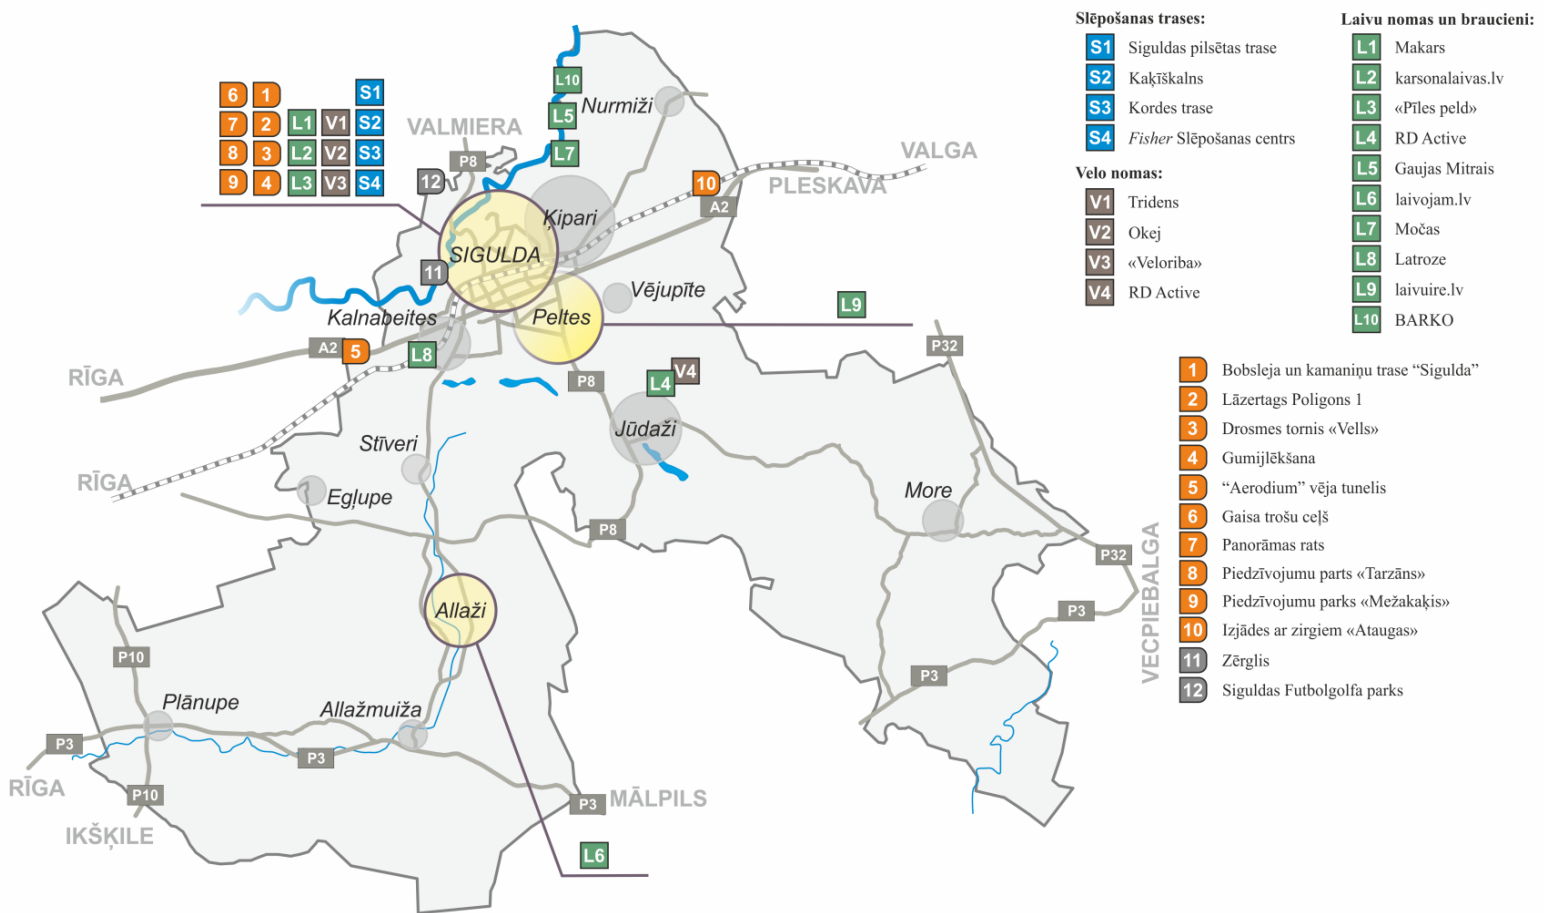 6 1 S1
7 2 L1 V1 S2
8 3 L2 V2 S3
9 4 L3 V3 S4
VALMIERA
P8
12
L10
L5
L7
Nurmiži
10
A2
VALGA
PLESKAVA
Ķipari
SIGULDA
11
Vējupīte
Kalnabeites
Peltes
L9
A2
5
L8
RĪGA
P8
L4
V4
P32
Jūdaži
Stīveri
RĪGA
Egļupe
More
P8
P32
P3
VECPIEBALGA
Allaži
P10
P3
Plānupe
Allažmuiža
P3
P3
RĪGA
P10
P3
MĀLPILS
IKŠĶILE
L6
Slēpošanas trases:
S1 Siguldas pilsētas trase
S2 Kaķīškalns
S3 Kordes trase
S4 Fisher Slēpošanas centrs
Velo nomas:
V1 Tridens
V2 Okej
V3 «Veloriba»
V4 RD Active
Laivu nomas un braucieni:
L1 Makars
L2 karsonalaivas.lv
L3 «Pīles peld»
L4 RD Active
L5 Gaujas Mitrais
L6 laivojam.lv
L7 Močas
L8 Latroze
L9 laivuire.lv
L10 BARKO
1 Bobsleja un kamaniņu trase “Sigulda”
2 Lāzertags Poligons 1
3 Drosmes tornis «Vells»
4 Gumijlēkšana
5 “Aerodium” vēja tunelis
6 Gaisa trošu ceļš
7 Panorāmas rats
8 Piedzīvojumu parts «Tarzāns»
9 Piedzīvojumu parks «Mežakaķis»
10 Izjādes ar zirgiem «Ataugas»
11 Zērglis
12 Siguldas Futbolgolfa parks